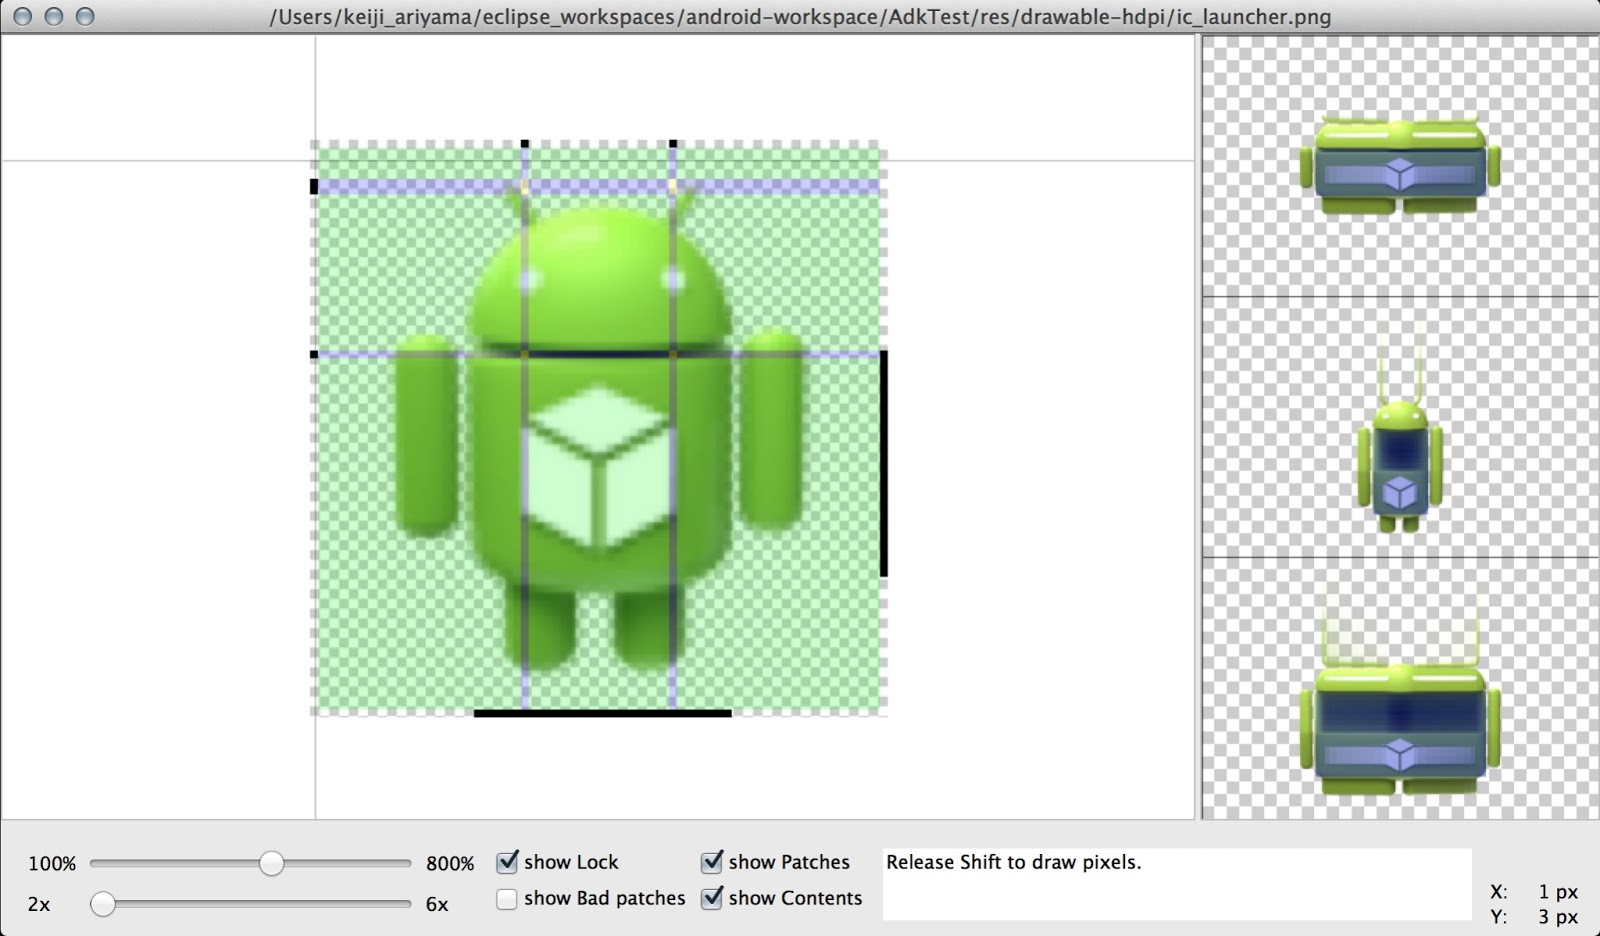 /Users/keiji_ariyama/eclipse_workspaces/android-workspace/AdkTest/res/drawable-hdpi/ic_launcher.png
100% 800% show Lock show Patches Release Shift to draw pixels.
2x 6x show Bad patches show Contents
X: 1 px
Y: 3 px